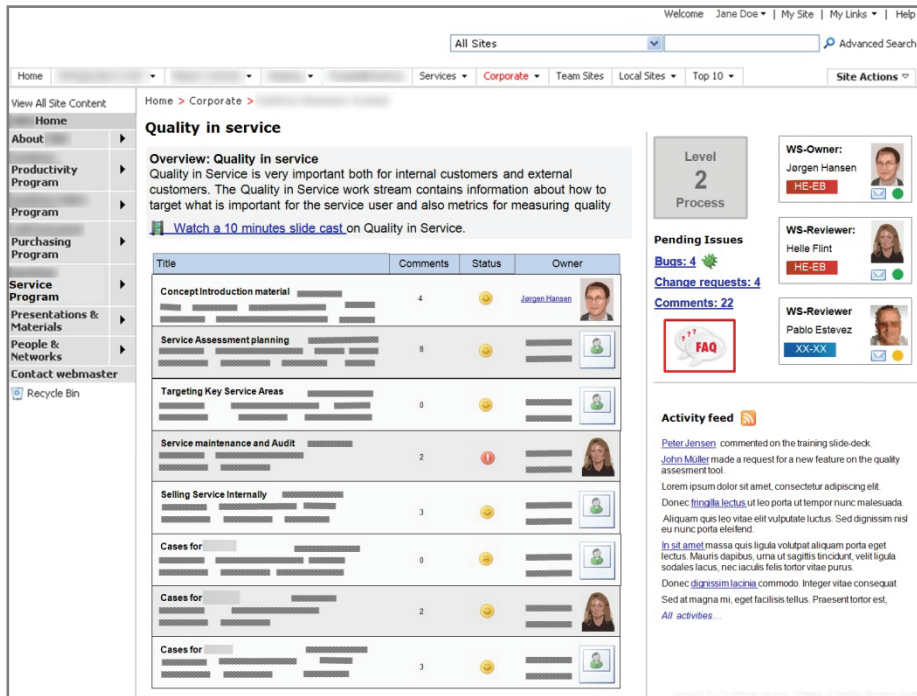 Welcome Jane Doe | My Site | My Links | Help
All Sites Advanced Search
Home Services Corporate Team Sites Local Sites Top 10 Site Actions
View All Site Content
Home
About
Productivity
Program
Program
Purchasing
Program
Service
Program
Presentations &
Materials
People &
Networks
Contact webmaster
Recycle Bin
Home > Corporate >
Quality in service
Overview: Quality in service
Quality in Service is very important both for internal customers and external
customers. The Quality in Service work stream contains information about how to
target what is important for the service user and also metrics for measuring quality
Watch a 10 minutes slide cast on Quality in Service.
Title Comments Status Owner
Concept Introduction material 4 Jørgen Hansen
Service Assessment planning 8
Targeting Key Service Areas 0
Service maintenance and Audit 2
Selling Service Internally 3
Cases for 0
Cases for 2
Cases for 3
Level
2
Process
Pending Issues
Bugs: 4
Change requests: 4
Comments: 22
???
FAQ
WS-Owner:
Jørgen Hansen
HE-EB
WS-Reviewer:
Helle Flint
HE-EB
WS-Reviewer
Pablo Estevez
XX-XX
Activity feed
Peter Jensen commented on the training slide-deck.
John Müller made a request for a new feature on the quality
assesment tool.
Lorem ipsum dolor sit amet, consectetur adipiscing elit.
Donec fringilla lectus ut leo porta ut tempor nunc malesuada.
Aliquam quis leo vitae elit vulputate luctus. Sed dignissim nisl
eu nunc porta eleifend.
In sit amet massa quis ligula volutpat aliquam porta eget
lectus. Mauris dapibus, urna ut sagittis tincidunt, velit ligula
sodales lacus, nec iaculis felis tortor vitae purus.
Donec dignissim lacinia commodo. Integer vitae consequat
Sed at magna mi, eget facilisis tellus. Praesent tortor est,
All activities...